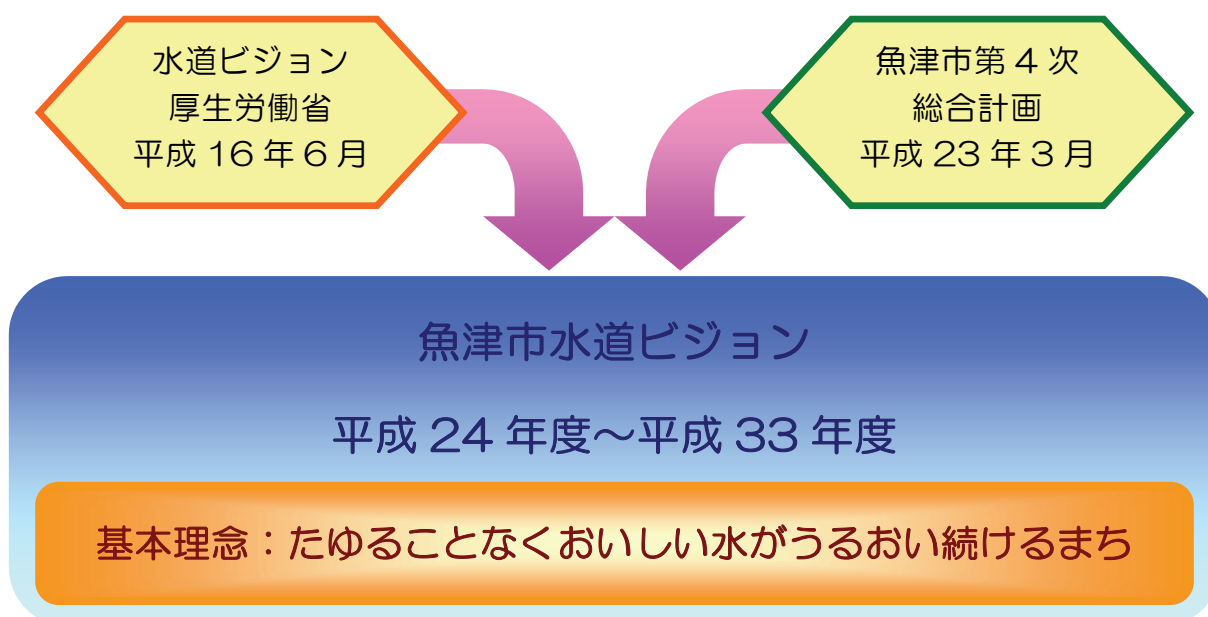 水道ビジョン
厚生労働省
平成 16 年 6 月
魚津市第 4 次
総合計画
平成 23 年 3 月
魚津市水道ビジョン
平成 24 年度～平成 33 年度
基本理念：たゆることなくおいしい水がうるおい続けるまち